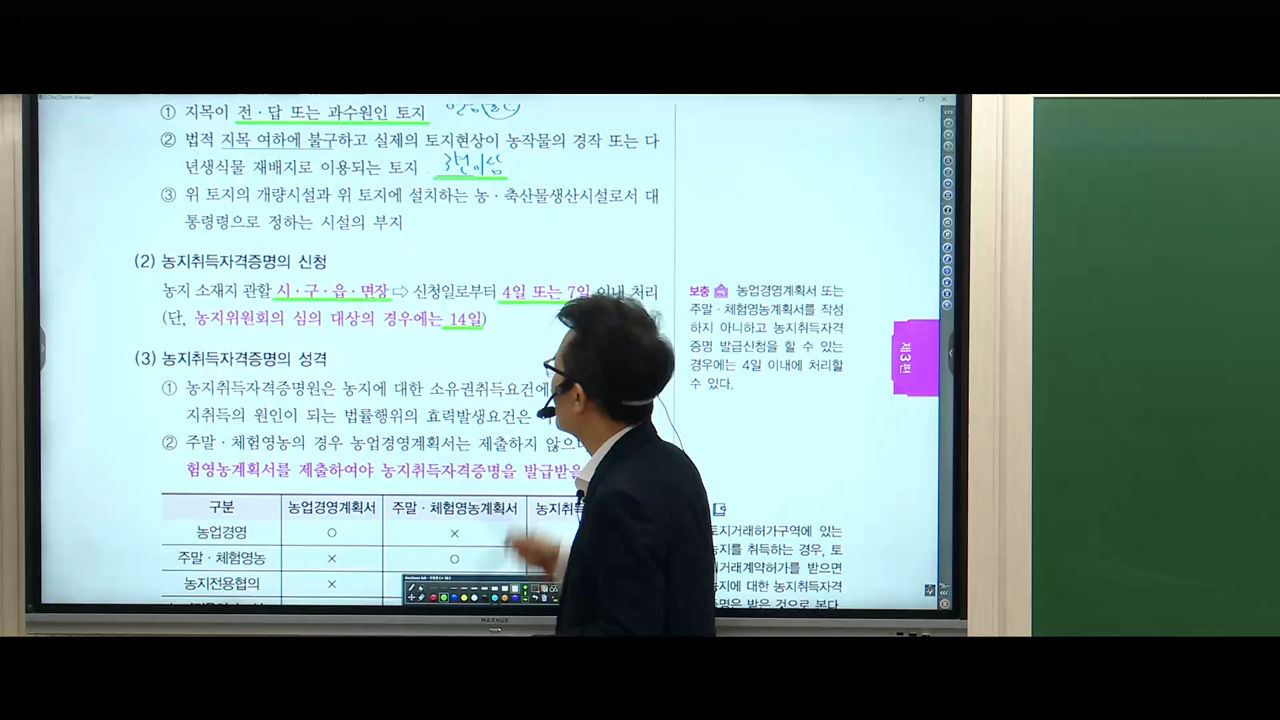 DocZoom Viewer
① 지목이 전·답 또는 과수원인 토지
② 법적 지목 여하에 불구하고 실제의 토지현상이 농작물의 경작 또는 다
년생식물 재배지로 이용되는 토지 3년이상
③ 위 토지의 개량시설과 위 토지에 설치하는 농·축산물생산시설로서 대
통령령으로 정하는 시설의 부지
(2) 농지취득자격증명의 신청
농지 소재지 관할 시·구·읍·면장 ⇨ 신청일로부터 4일 또는 7일 이내 처리
(단, 농지위원회의 심의 대상의 경우에는 14일)
(3) 농지취득자격증명의 성격
① 농지취득자격증명원은 농지에 대한 소유권취득요건에
지취득의 원인이 되는 법률행위의 효력발생요건은
② 주말·체험영농의 경우 농업경영계획서는 제출하지 않으
험영농계획서를 제출하여야 농지취득자격증명을 발급받을
구분 농업경영계획서 주말·체험영농계획서 농지취득
농업경영 ○ ×
주말·체험영농 × ○
농지전용협의 ×
보충 농업경영계획서 또는
주말·체험영농계획서를 작성
하지 아니하고 농지취득자격
증명 발급신청을 할 수 있는
경우에는 4일 이내에 처리할
수 있다.
제3편
토지거래허가구역에 있는
농지를 취득하는 경우, 토
지거래계약허가를 받으면
농지에 대한 농지취득자격
증명은 받은 것으로 본다.
MAXHUB